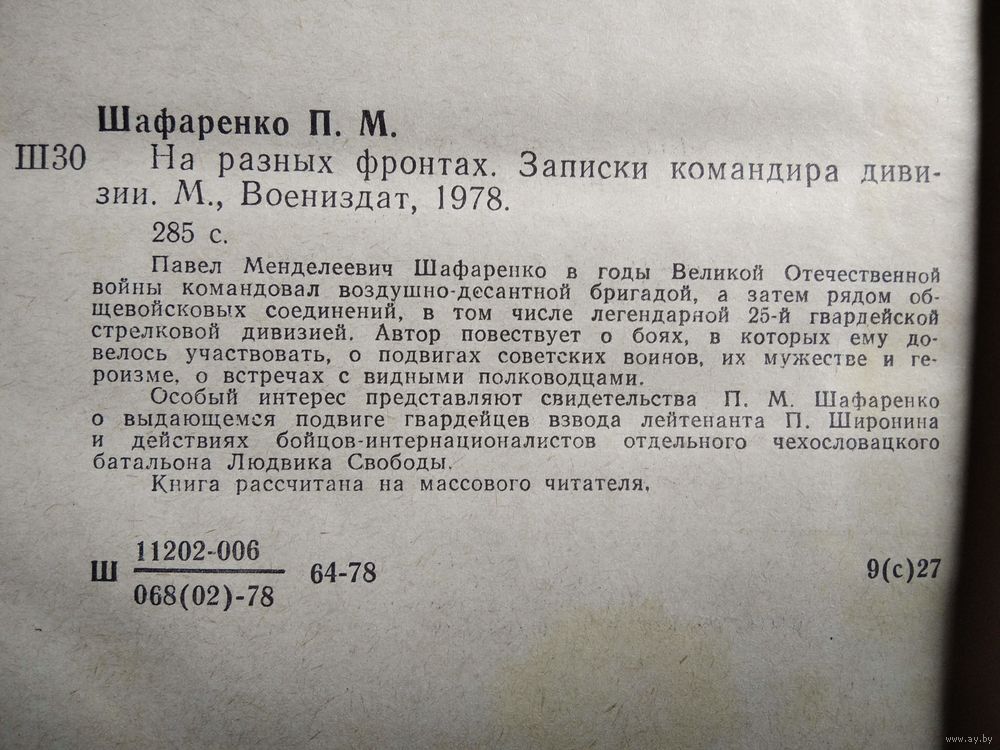 Шафаренко П. М.
Ш30 На разных фронтах. Записки командира диви-
зии. М., Воениздат, 1978.
285 с.
Павел Менделеевич Шафаренко в годы Великой Отечественной
войны командовал воздушно-десантной бригадой, а затем рядом об-
щевойсковых соединений, в том числе легендарной 25-й гвардейской
стрелковой дивизией. Автор повествует о боях, в которых ему до-
велось участвовать, о подвигах советских воинов, их мужестве и ге-
роизме, о встречах с видными полководцами.
Особый интерес представляют свидетельства П. М. Шафаренко
о выдающемся подвиге гвардейцев взвода лейтенанта П. Широнина
и действиях бойцов-интернационалистов отдельного чехословацкого
батальона Людвика Свободы.
Книга рассчитана на массового читателя.
11202-006
Ш 64-78 9(с)27
068(02)-78
www.ay.by